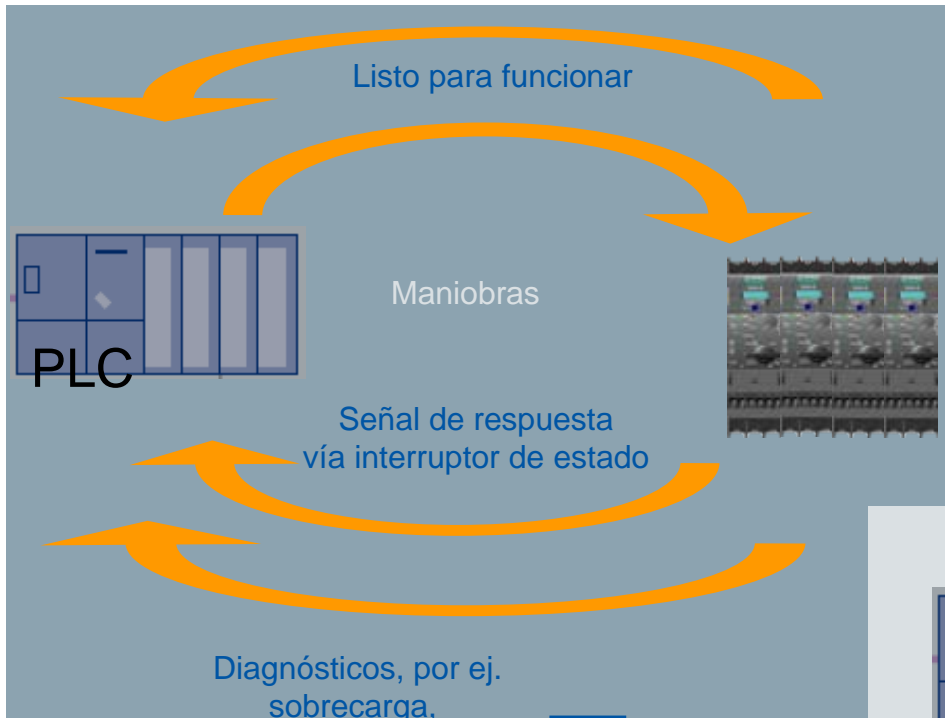 Listo para funcionar
Maniobras
PLC
Señal de respuesta
vía interruptor de estado
Diagnósticos, por ej.
sobrecarga,